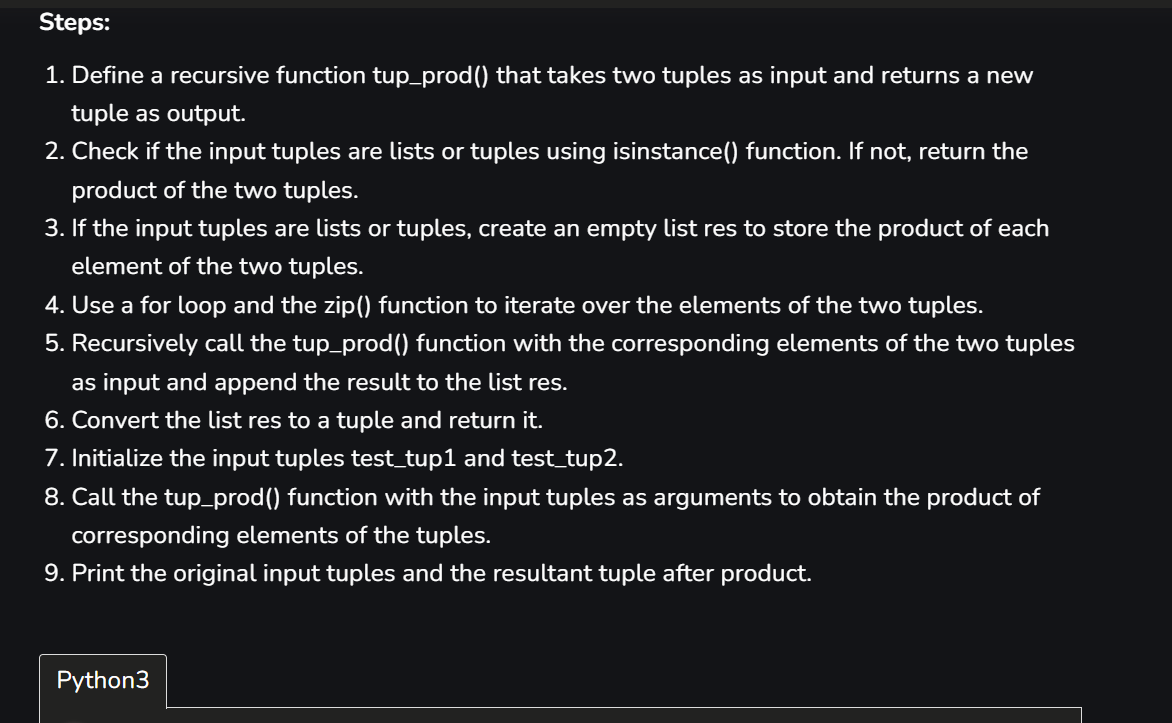 Steps:
1. Define a recursive function tup_prod() that takes two tuples as input and returns a new
tuple as output.
2. Check if the input tuples are lists or tuples using isinstance() function. If not, return the
product of the two tuples.
3. If the input tuples are lists or tuples, create an empty list res to store the product of each
element of the two tuples.
4. Use a for loop and the zip() function to iterate over the elements of the two tuples.
5. Recursively call the tup_prod() function with the corresponding elements of the two tuples
as input and append the result to the list res.
6. Convert the list res to a tuple and return it.
7. Initialize the input tuples test_tup1 and test_tup2.
8. Call the tup_prod() function with the input tuples as arguments to obtain the product of
corresponding elements of the tuples.
9. Print the original input tuples and the resultant tuple after product.
Python3